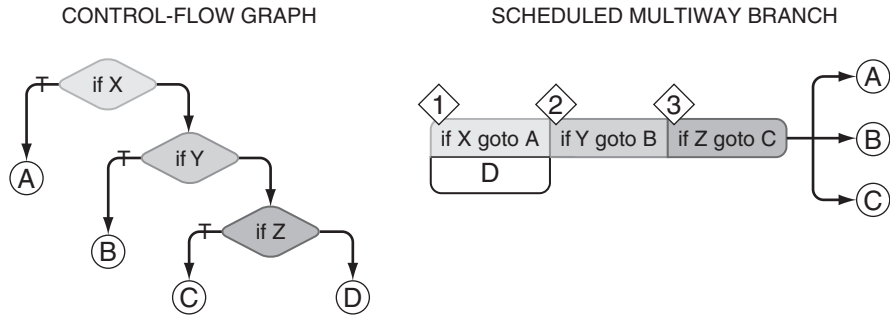 CONTROL-FLOW GRAPH
T
if X
A
T
if Y
B
T
if Z
C
D
SCHEDULED MULTIWAY BRANCH
1
2
3
if X goto A
if Y goto B
if Z goto C
D
A
B
C